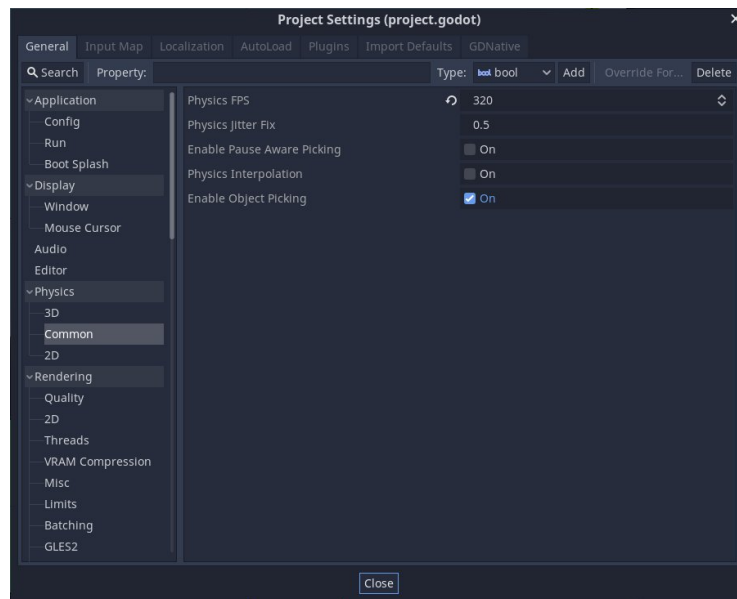 Project Settings (project.godot)
General Input Map Localization AutoLoad Plugins Import Defaults GDNative
Search Property: Type: bool bool Add Override For... Delete
Application
Config
Run
Boot Splash
Display
Window
Mouse Cursor
Audio
Editor
Physics
3D
Common
2D
Rendering
Quality
2D
Threads
VRAM Compression
Misc
Limits
Batching
GLES2
Physics FPS 320
Physics Jitter Fix 0.5
Enable Pause Aware Picking On
Physics Interpolation On
Enable Object Picking On
Close